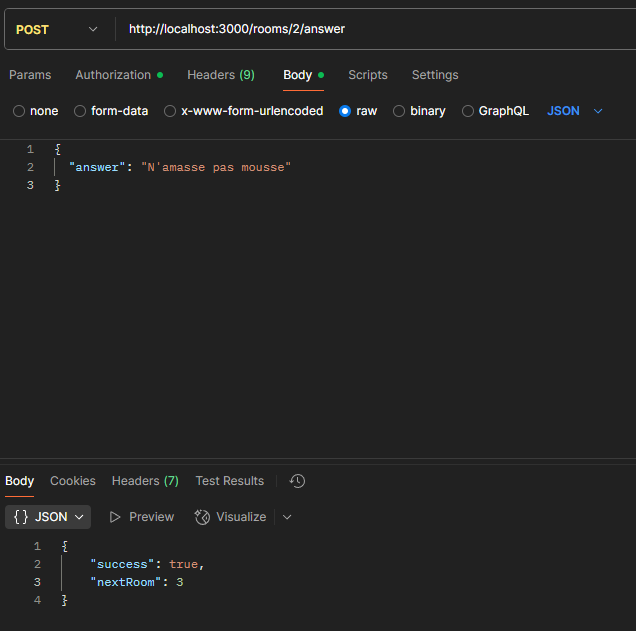 POST http://localhost:3000/rooms/2/answer
Params Authorization Headers (9) Body Scripts Settings
none form-data x-www-form-urlencoded raw binary GraphQL JSON
1 {
2 "answer": "N'amasse pas mousse"
3 }
Body Cookies Headers (7) Test Results
{} JSON Preview Visualize
1 {
2 "success": true,
3 "nextRoom": 3
4 }